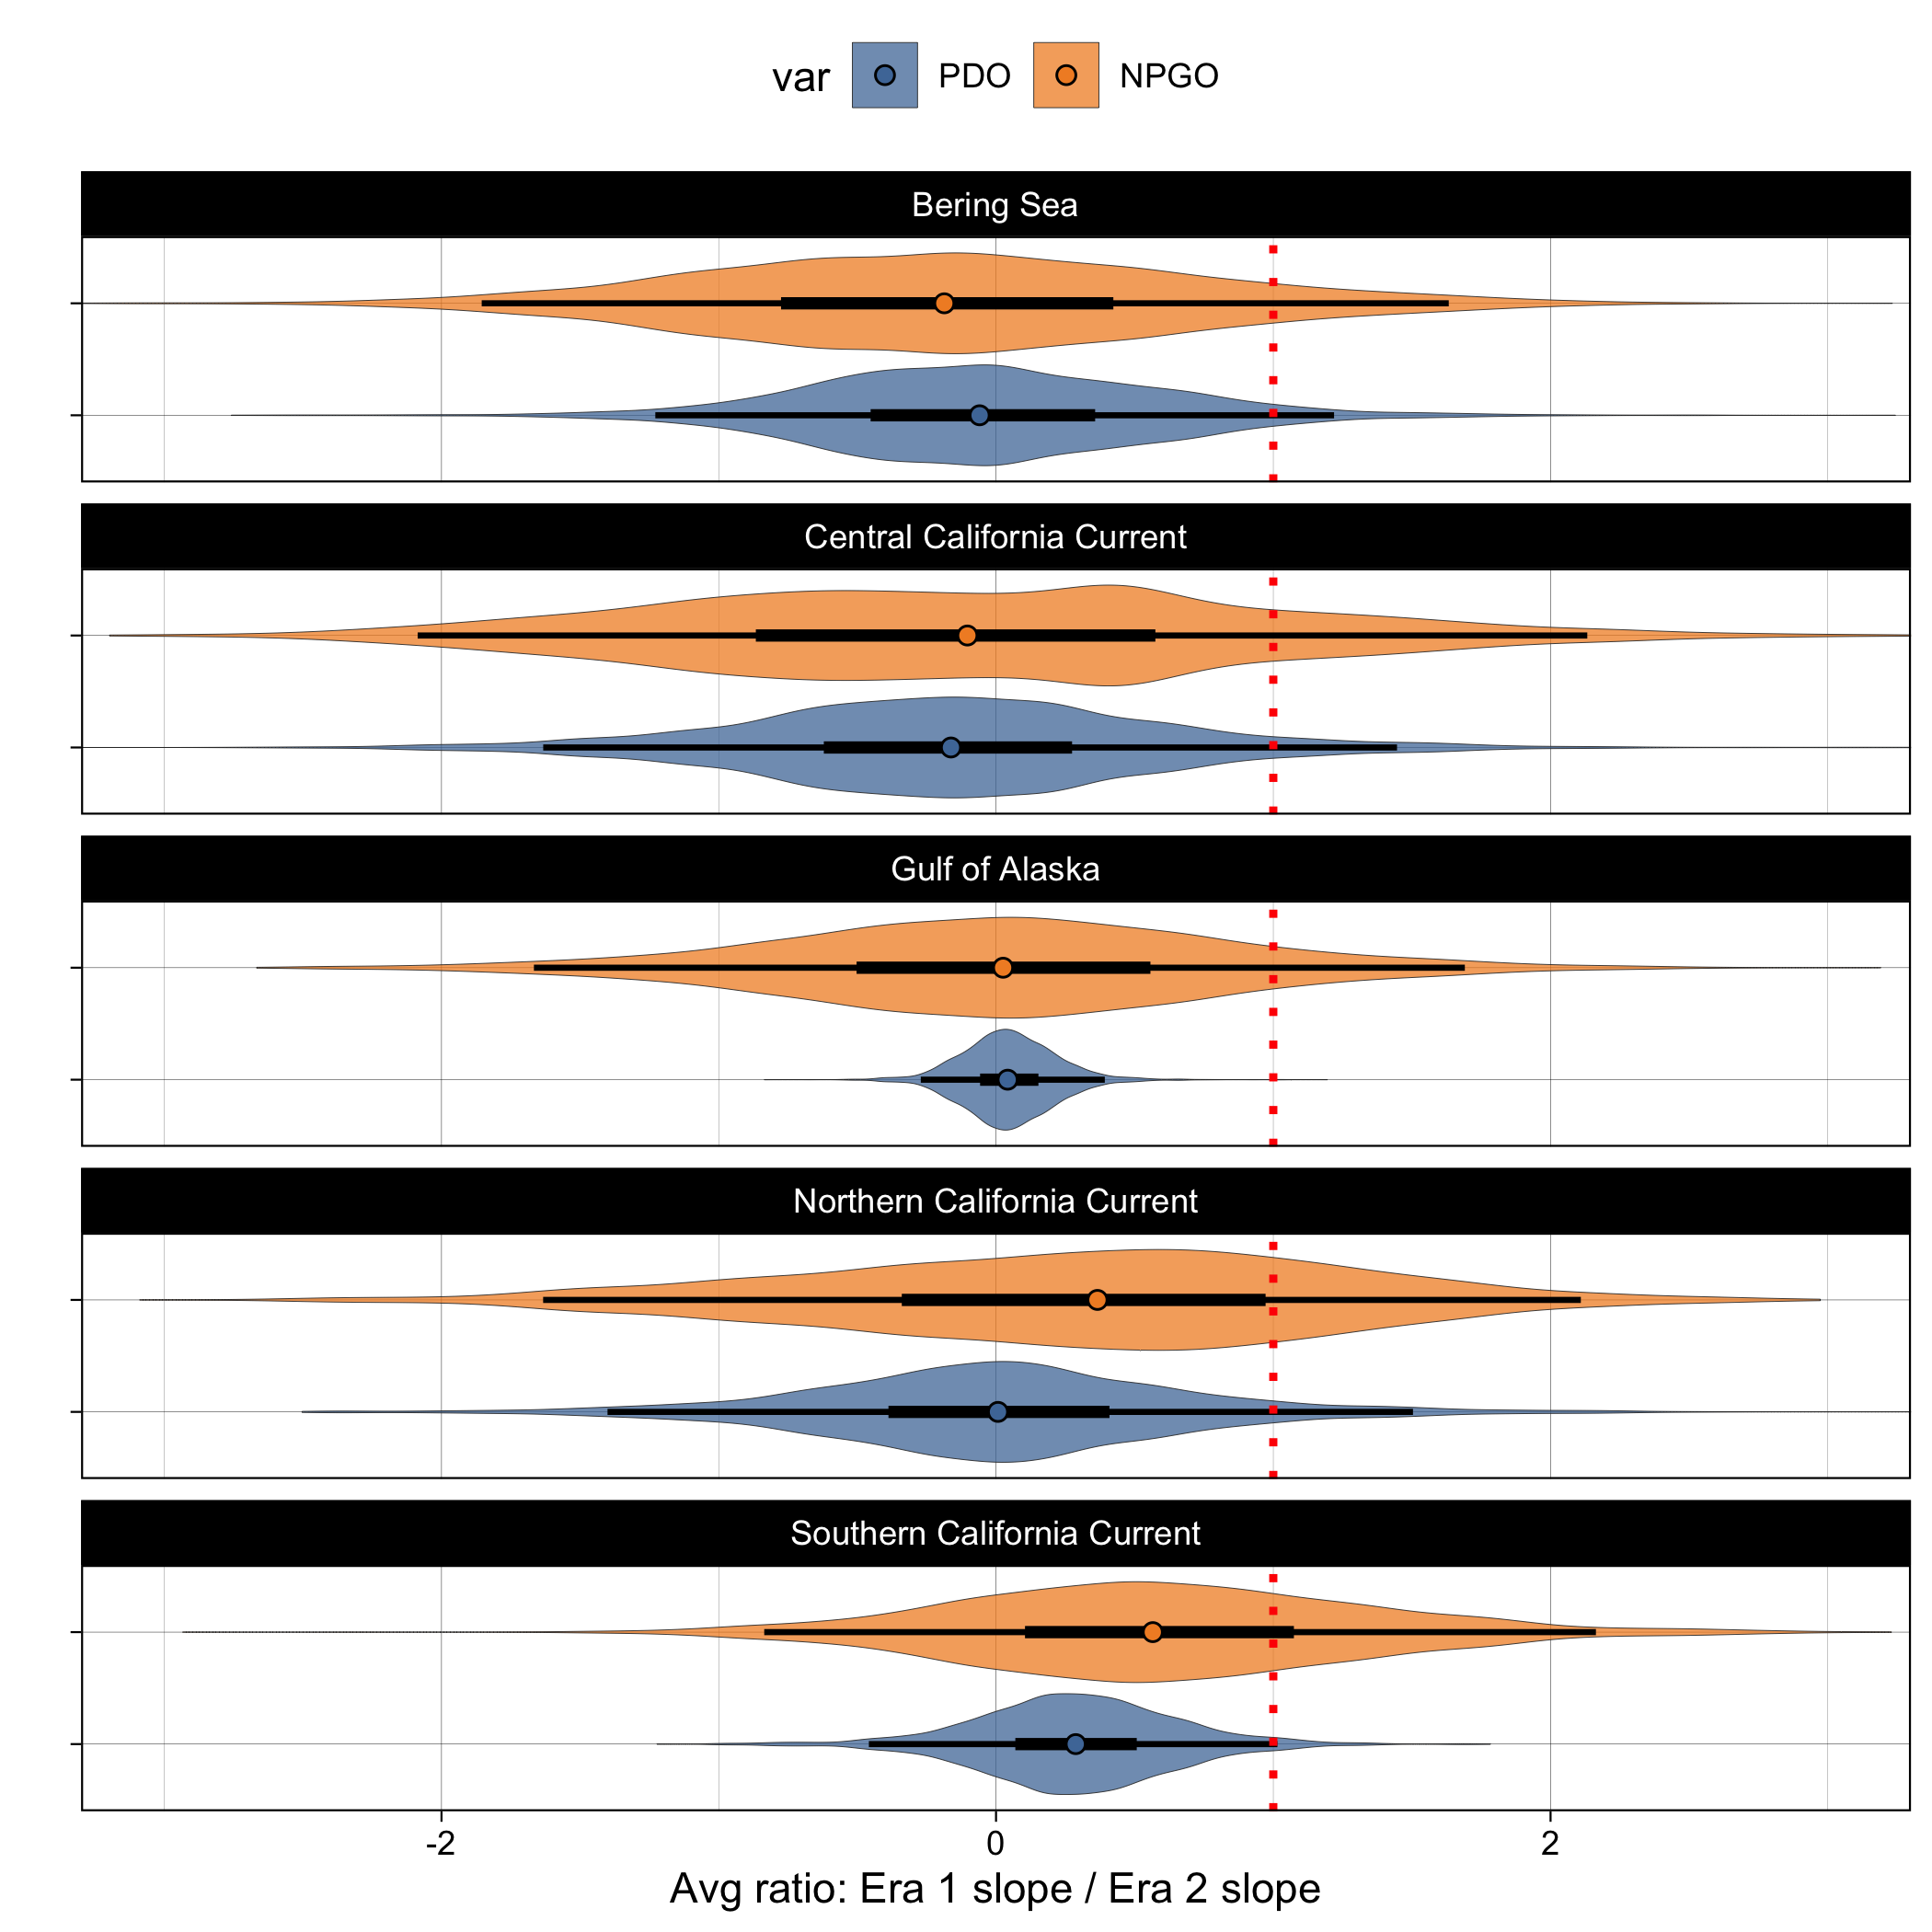 var PDO NPGO
Bering Sea
Central California Current
Gulf of Alaska
Northern California Current
Southern California Current
-2 0 2
Avg ratio: Era 1 slope / Era 2 slope